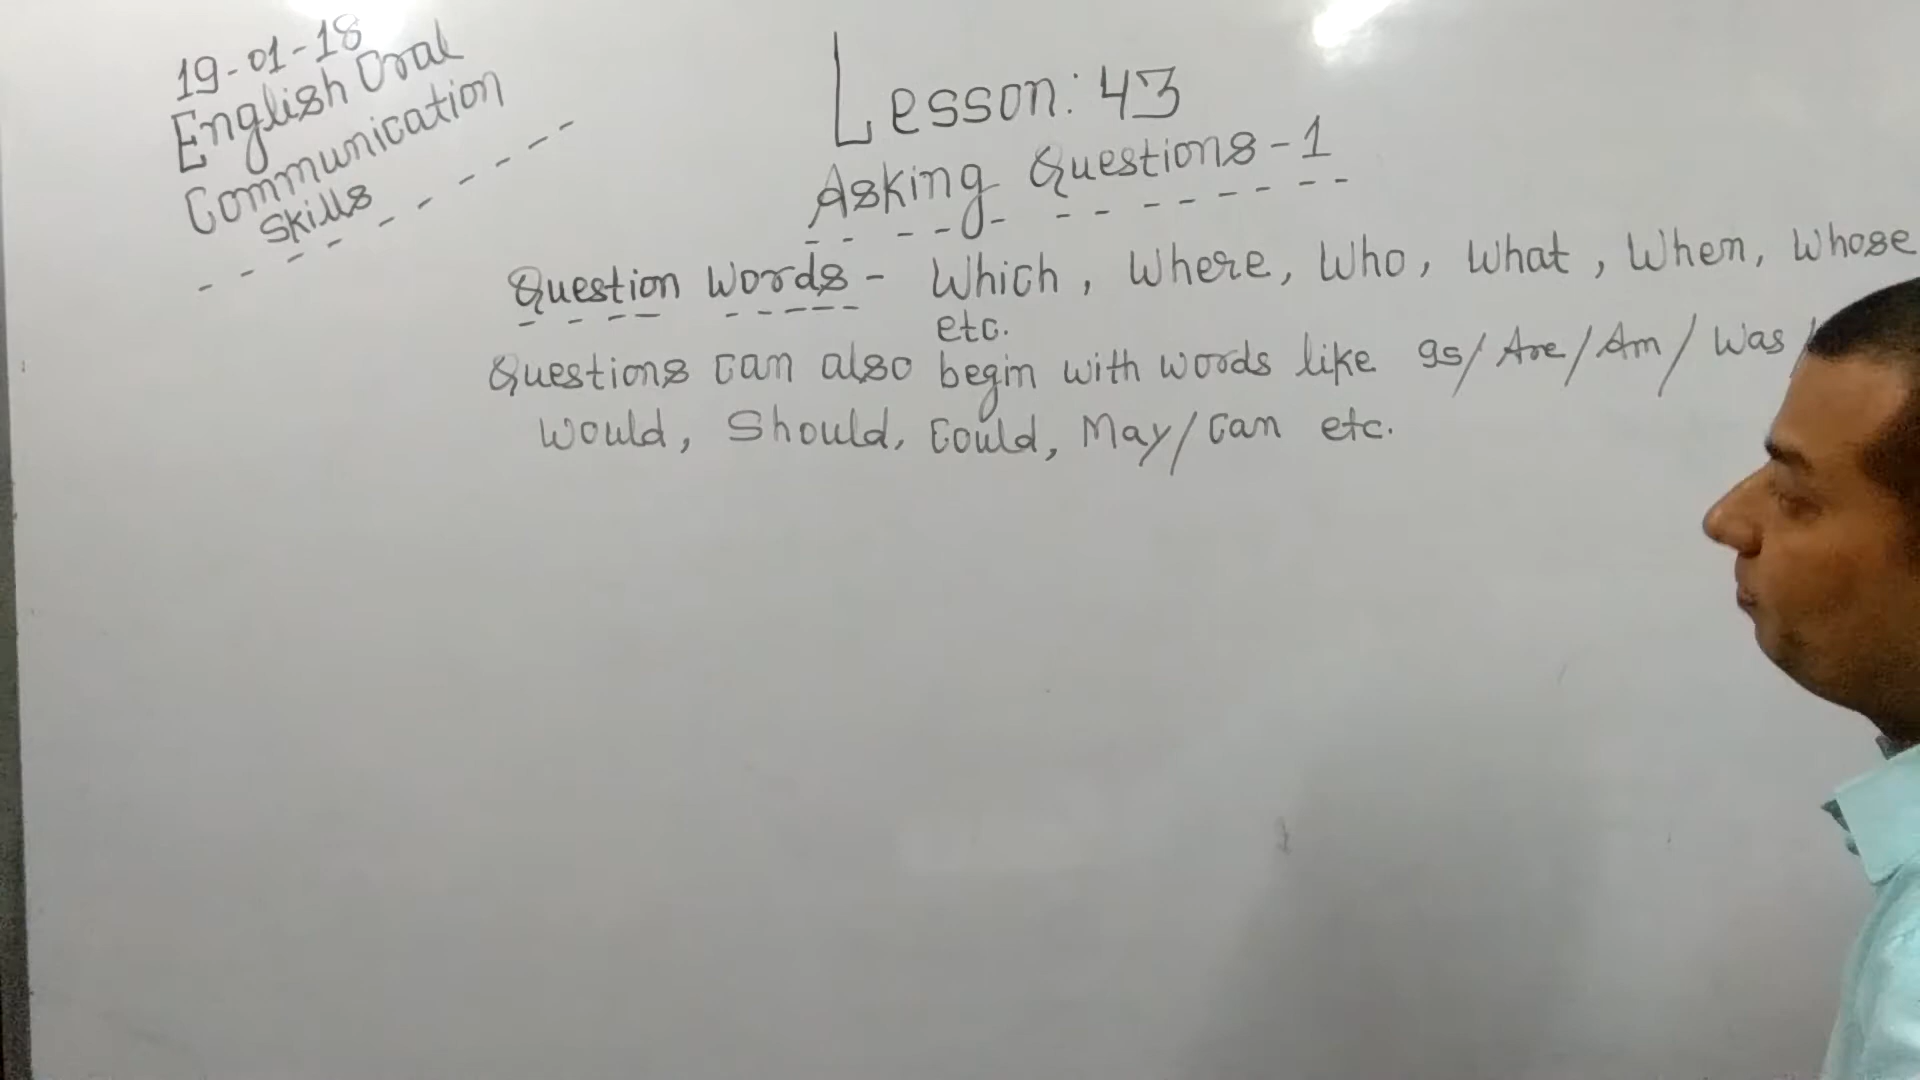 19-01-18
English Oral
Communication
Skills
Lesson: 43
Asking Questions-1
Question Words - Which, Where, Who, What, When, Whose
etc.
Questions can also begin with words like Is/ Are/ Am/ Was/
Would, Should, Could, May/Can etc.